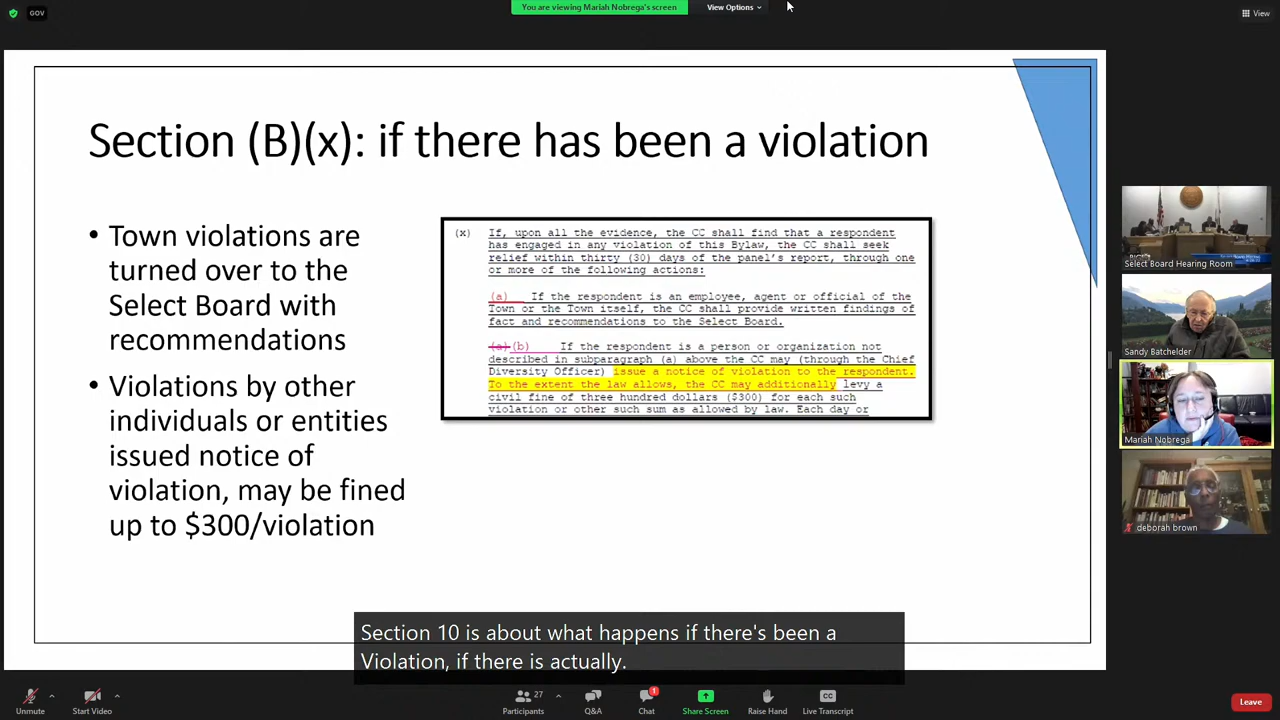 GOV
You are viewing Mariah Nobrega's screen
View Options
View
Section (B)(x): if there has been a violation
• Town violations are
turned over to the
Select Board with
recommendations
• Violations by other
individuals or entities
issued notice of
violation, may be fined
up to $300/violation
(x) If, upon all the evidence, the CC shall find that a respondent
has engaged in any violation of this Bylaw, the CC shall seek
relief within thirty (30) days of the panel's report, through one
or more of the following actions:
(a) If the respondent is an employee, agent or official of the
Town or the Town itself, the CC shall provide written findings of
fact and recommendations to the Select Board.
(a)(b) If the respondent is a person or organization not
described in subparagraph (a) above the CC may (through the Chief
Diversity Officer) issue a notice of violation to the respondent.
To the extent the law allows, the CC may additionally levy a
civil fine of three hundred dollars ($300) for each such
violation or other such sum as allowed by law. Each day or
Select Board Hearing Room
Sandy Batchelder
Mariah Nobrega
deborah brown
Section 10 is about what happens if there's been a
Violation, if there is actually.
Unmute
Start Video
27
Participants
Q&A
1
Chat
Share Screen
Raise Hand
CC
Live Transcript
Leave